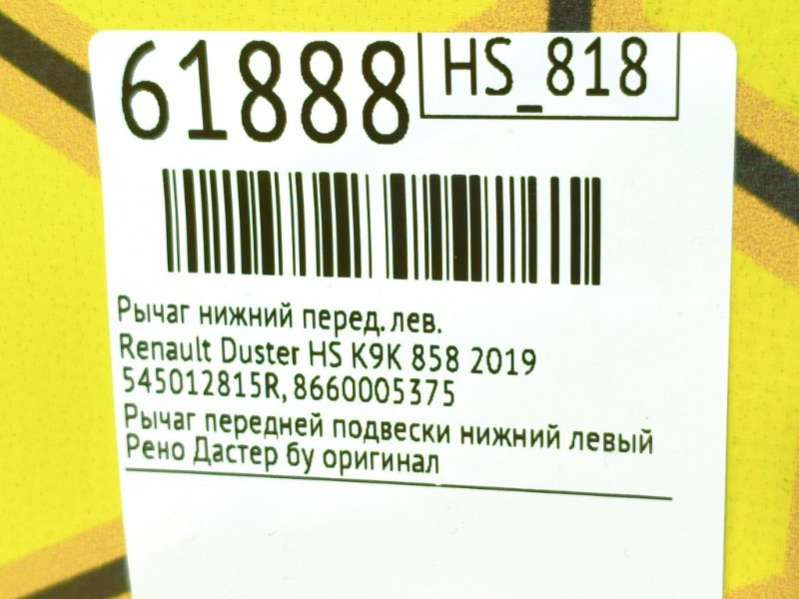 61888
HS_818
Рычаг нижний перед. лев.
Renault Duster HS K9K 858 2019
545012815R, 8660005375
Рычаг передней подвески нижний левый
Рено Дастер бу оригинал